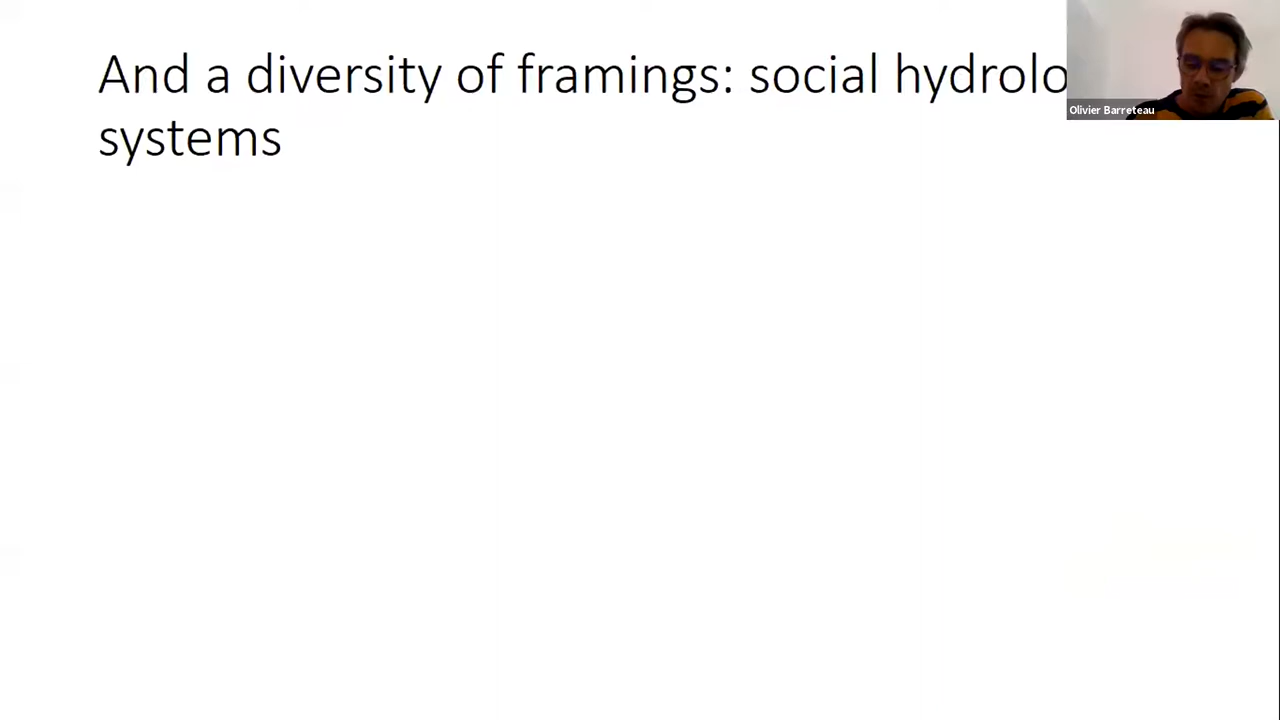 And a diversity of framings: social hydrolo
systems
Olivier Barreteau